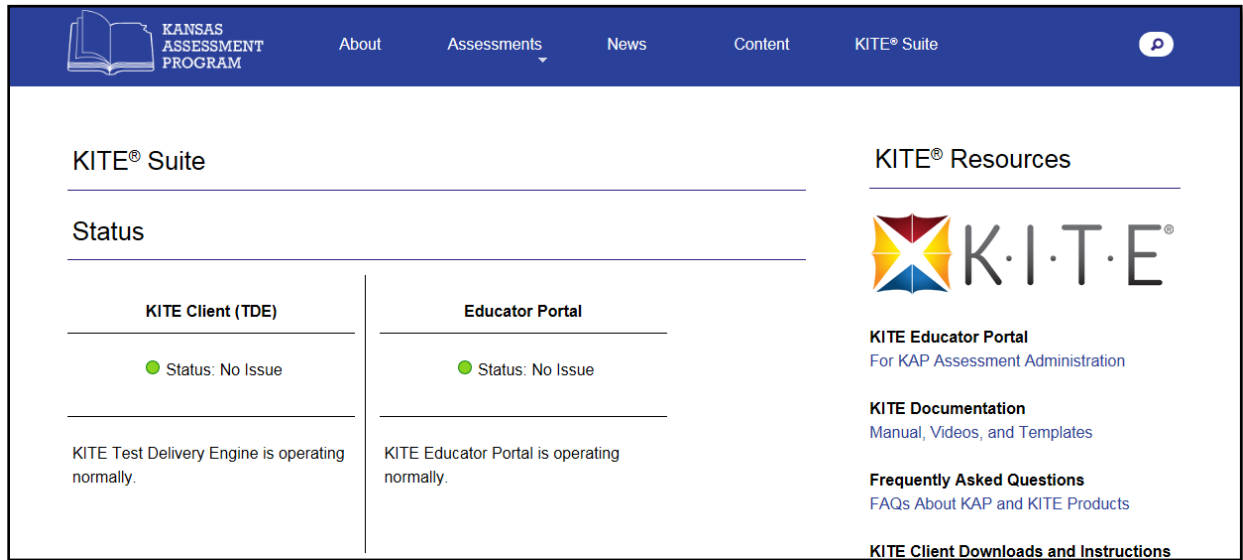 KANSAS
ASSESSMENT
PROGRAM
About
Assessments
News
Content
KITE® Suite
KITE® Suite
Status
KITE Client (TDE)
Status: No Issue
KITE Test Delivery Engine is operating
normally.
Educator Portal
Status: No Issue
KITE Educator Portal is operating
normally.
KITE® Resources
K·I·T·E®
KITE Educator Portal
For KAP Assessment Administration
KITE Documentation
Manual, Videos, and Templates
Frequently Asked Questions
FAQs About KAP and KITE Products
KITE Client Downloads and Instructions